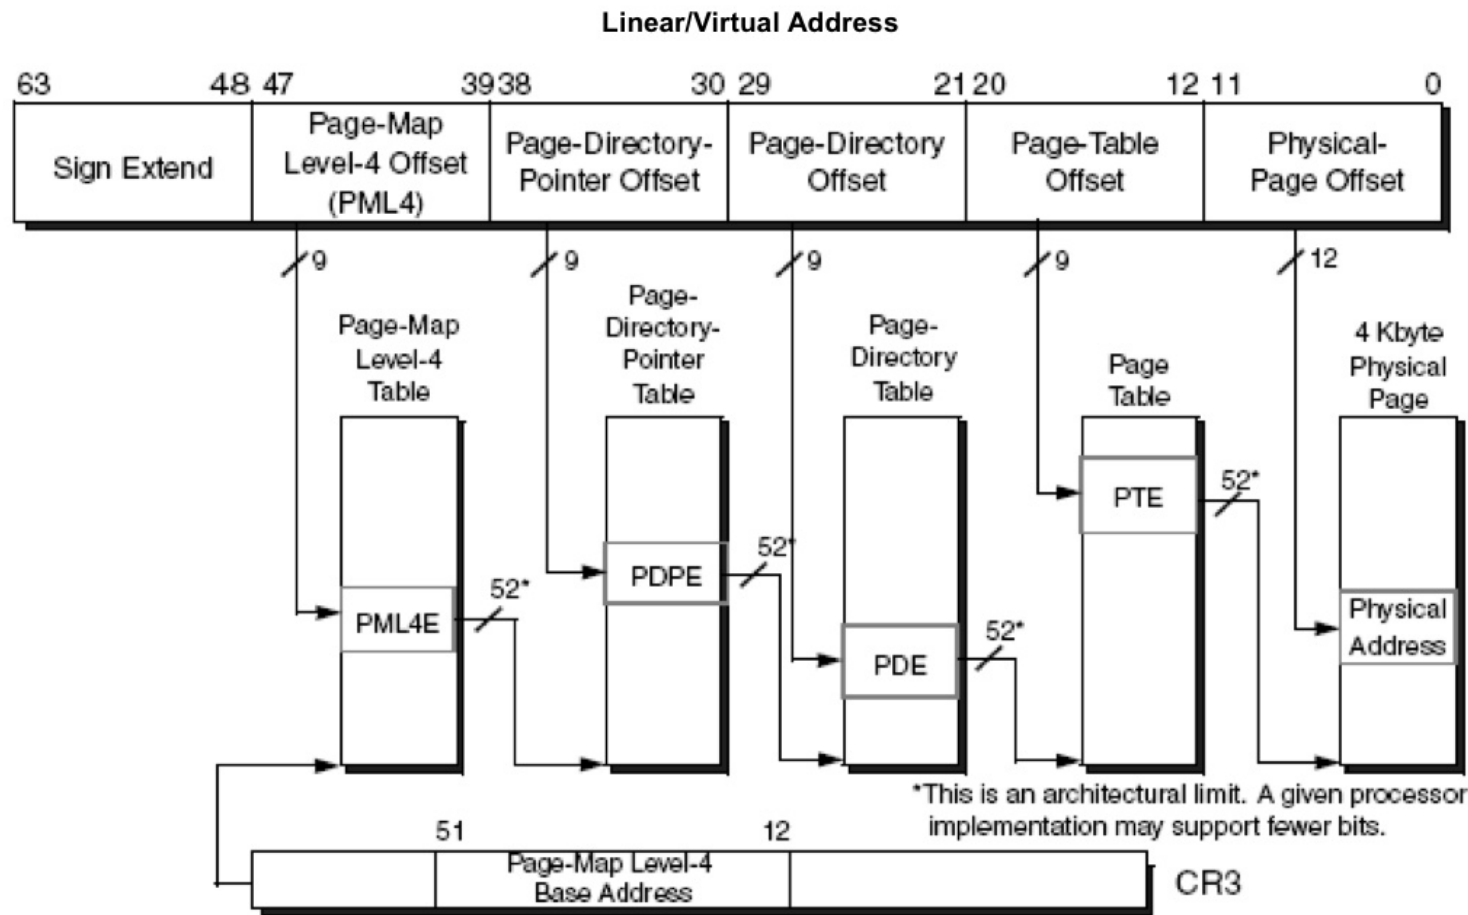 Linear/Virtual Address
63 48 47 39 38 30 29 21 20 12 11 0
Sign Extend
Page-Map
Level-4 Offset
(PML4)
Page-Directory-
Pointer Offset
Page-Directory
Offset
Page-Table
Offset
Physical-
Page Offset
9 9 9 9 12
Page-Map
Level-4
Table
Page-
Directory-
Pointer
Table
Page-
Directory
Table
Page
Table
4 Kbyte
Physical
Page
PML4E
52*
PDPE
52*
PDE
52*
PTE
52*
Physical
Address
*This is an architectural limit. A given processor
implementation may support fewer bits.
51 12
Page-Map Level-4
Base Address
CR3